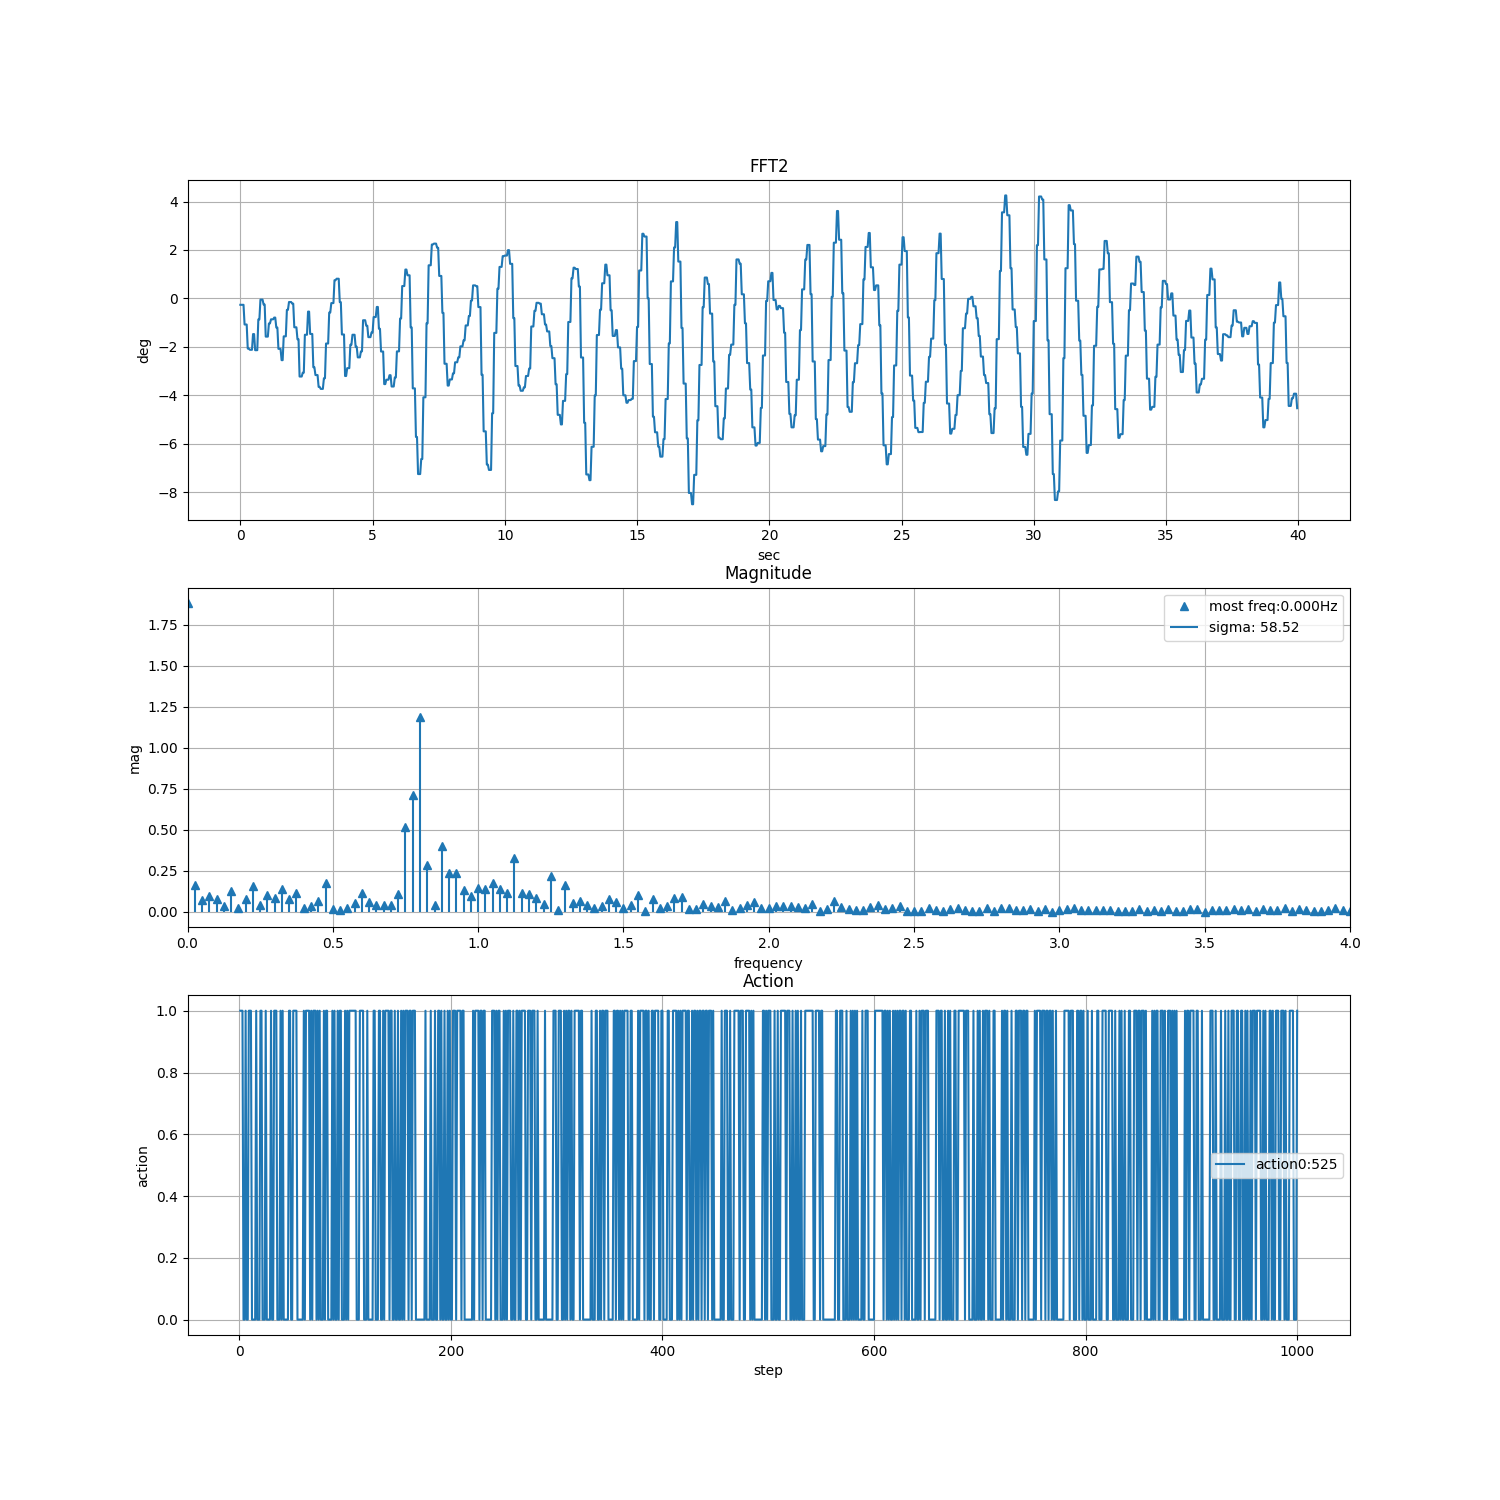 FFT2
4
2
0
−2
−4
−6
−8
deg
0 5 10 15 20 25 30 35 40
sec
Magnitude
most freq:0.000Hz
sigma: 58.52
1.75
1.50
1.25
1.00
0.75
0.50
0.25
0.00
mag
0.0 0.5 1.0 1.5 2.0 2.5 3.0 3.5 4.0
frequency
Action
1.0
0.8
0.6
0.4
0.2
0.0
action
action0:525
0 200 400 600 800 1000
step